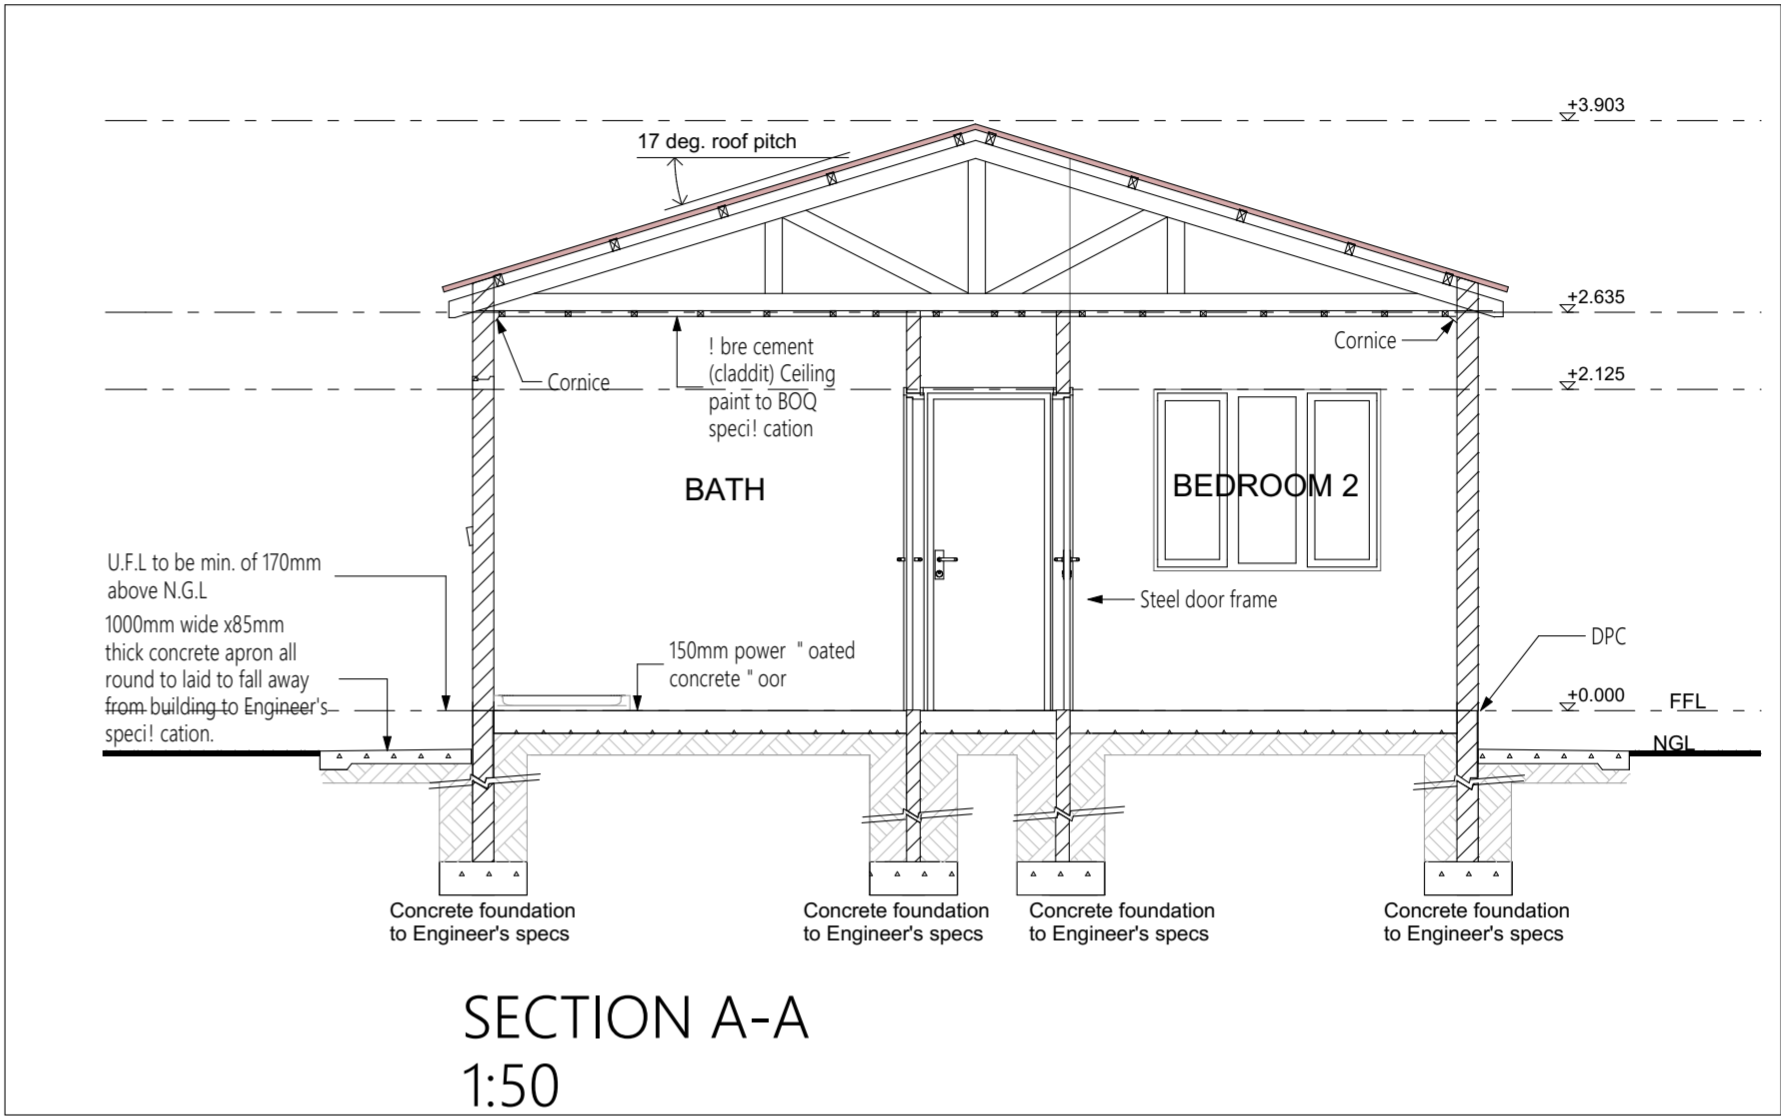 +3.903
17 deg. roof pitch
+2.635
Cornice
Cornice
! bre cement
(claddit) Ceiling
paint to BOQ
speci! cation
+2.125
BATH
BEDROOM 2
U.F.L to be min. of 170mm
above N.G.L
1000mm wide x85mm
thick concrete apron all
round to laid to fall away
from building to Engineer's
speci! cation.
Steel door frame
150mm power " oated
concrete " oor
DPC
+0.000
FFL
NGL
Concrete foundation
to Engineer's specs
Concrete foundation
to Engineer's specs
Concrete foundation
to Engineer's specs
Concrete foundation
to Engineer's specs
SECTION A-A
1:50